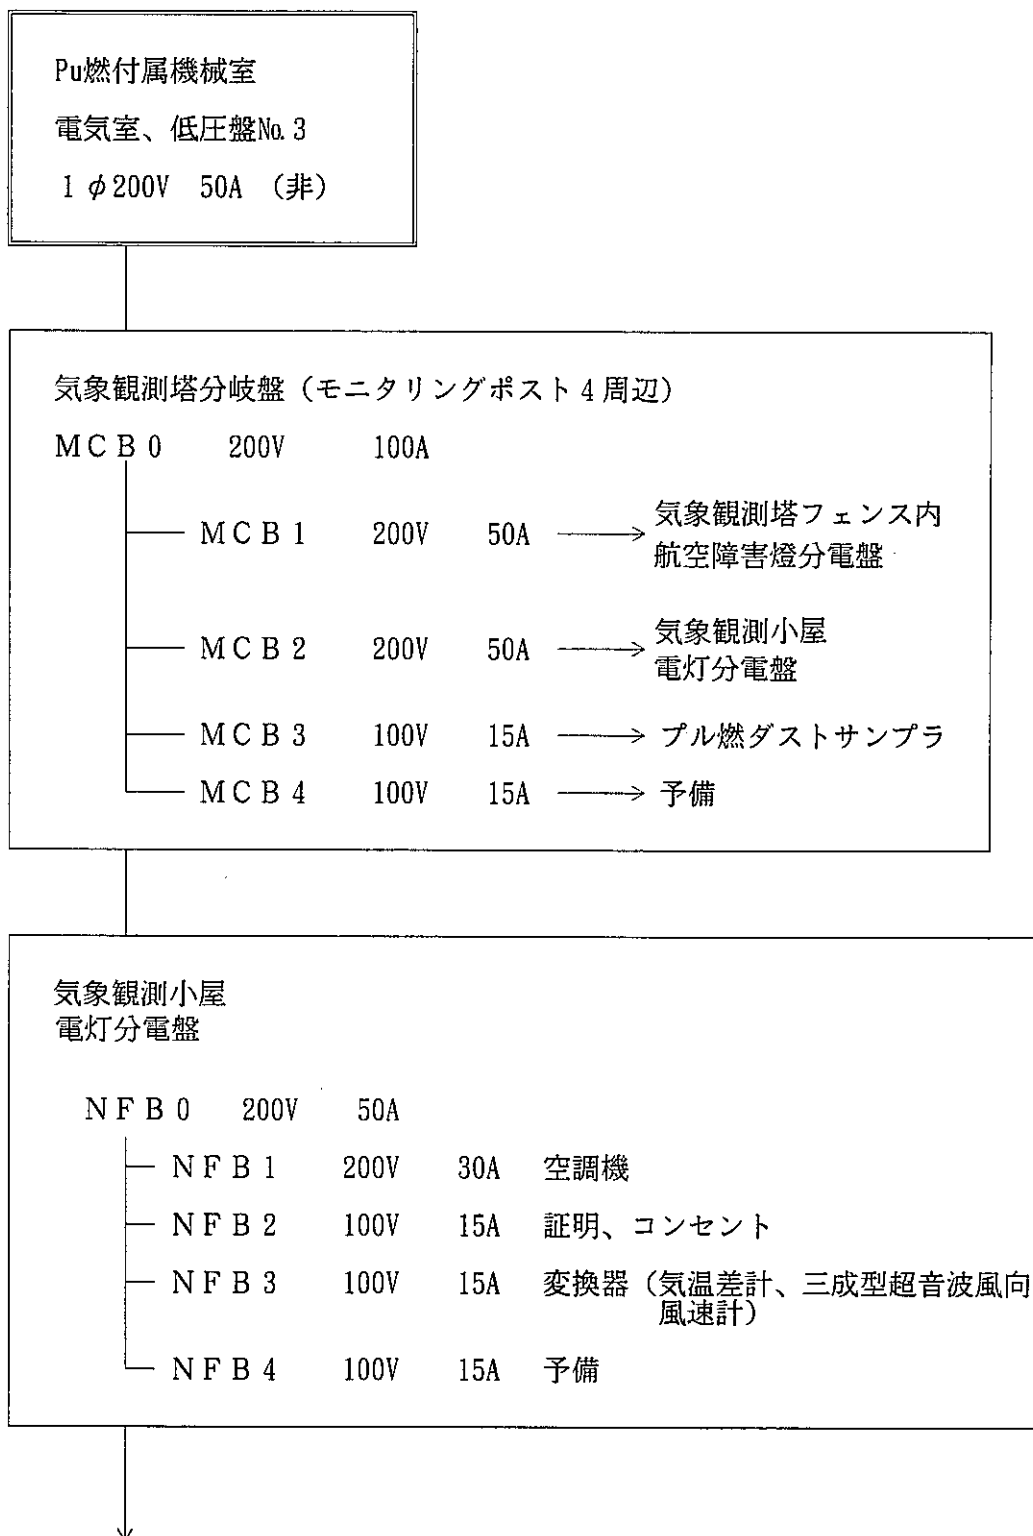 Pu燃付属機械室
電気室、低圧盤№3
1φ200V 50A (非)
気象観測塔分岐盤(モニタリングポスト4周辺)
MCB0 200V 100A
MCB1 200V 50A → 気象観測塔フェンス内
航空障害燈分電盤
MCB2 200V 50A → 気象観測小屋
電灯分電盤
MCB3 100V 15A → プル燃ダストサンプラ
MCB4 100V 15A → 予備
気象観測小屋
電灯分電盤
NFB0 200V 50A
NFB1 200V 30A 空調機
NFB2 100V 15A 証明、コンセント
NFB3 100V 15A 変換器(気温差計、三成型超音波風向
風速計)
NFB4 100V 15A 予備